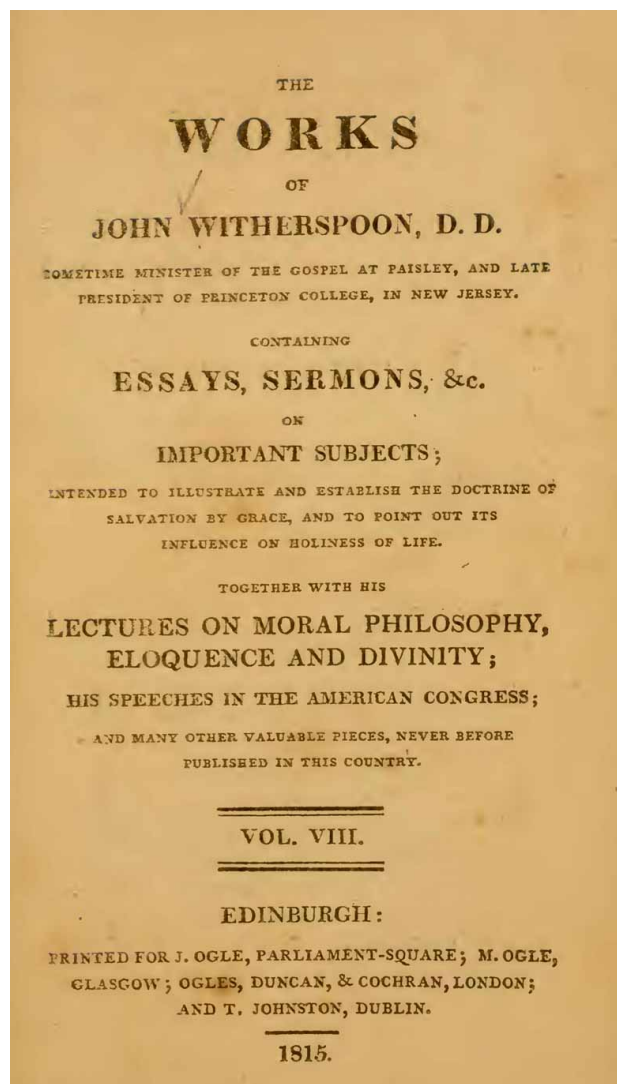 THE
WORKS
OF
JOHN WITHERSPOON, D. D.
SOMETIME MINISTER OF THE GOSPEL AT PAISLEY, AND LATE
PRESIDENT OF PRINCETON COLLEGE, IN NEW JERSEY.
CONTAINING
ESSAYS, SERMONS, &c.
ON
IMPORTANT SUBJECTS;
INTENDED TO ILLUSTRATE AND ESTABLISH THE DOCTRINE OF
SALVATION BY GRACE, AND TO POINT OUT ITS
INFLUENCE ON HOLINESS OF LIFE.
TOGETHER WITH HIS
LECTURES ON MORAL PHILOSOPHY,
ELOQUENCE AND DIVINITY;
HIS SPEECHES IN THE AMERICAN CONGRESS;
AND MANY OTHER VALUABLE PIECES, NEVER BEFORE
PUBLISHED IN THIS COUNTRY.
VOL. VIII.
EDINBURGH:
PRINTED FOR J. OGLE, PARLIAMENT-SQUARE; M. OGLE,
GLASGOW; OGLES, DUNCAN, & COCHRAN, LONDON;
AND T. JOHNSTON, DUBLIN.
1815.